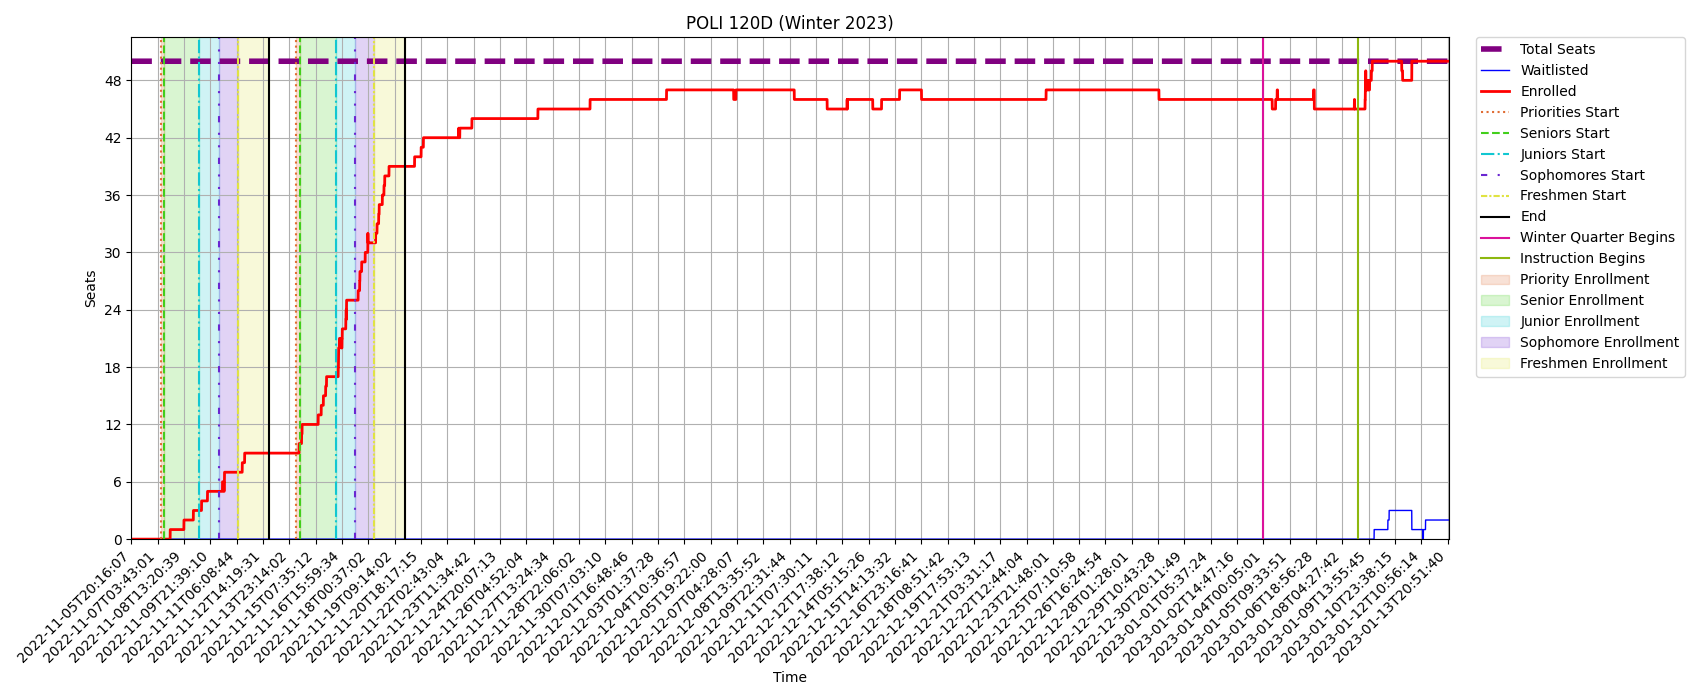 POLI 120D (Winter 2023)
Seats
48
42
36
30
24
18
12
6
0
2022-11-05T20:16:07
2022-11-07T03:43:01
2022-11-08T13:20:39
2022-11-09T21:39:10
2022-11-11T06:08:44
2022-11-12T14:19:31
2022-11-13T23:14:02
2022-11-15T07:35:12
2022-11-16T15:59:34
2022-11-18T00:37:02
2022-11-19T09:14:02
2022-11-20T18:17:15
2022-11-22T02:43:04
2022-11-23T11:34:42
2022-11-24T20:07:13
2022-11-26T04:52:04
2022-11-27T13:24:34
2022-11-28T22:06:02
2022-11-30T07:03:10
2022-12-01T16:48:46
2022-12-03T01:37:28
2022-12-04T10:36:57
2022-12-05T19:22:00
2022-12-07T04:28:07
2022-12-08T13:35:52
2022-12-09T22:31:44
2022-12-11T07:30:11
2022-12-12T17:38:12
2022-12-14T05:15:26
2022-12-15T14:13:32
2022-12-16T23:16:41
2022-12-18T08:51:42
2022-12-19T17:53:13
2022-12-21T03:31:17
2022-12-22T12:44:04
2022-12-23T21:48:01
2022-12-25T07:10:58
2022-12-26T16:24:54
2022-12-28T01:28:01
2022-12-29T10:43:28
2022-12-30T20:11:49
2023-01-01T05:37:24
2023-01-02T14:47:16
2023-01-04T00:05:01
2023-01-05T09:33:51
2023-01-06T18:56:28
2023-01-08T04:27:42
2023-01-09T13:55:45
2023-01-10T23:38:15
2023-01-12T10:56:14
2023-01-13T20:51:40
Time
Total Seats
Waitlisted
Enrolled
Priorities Start
Seniors Start
Juniors Start
Sophomores Start
Freshmen Start
End
Winter Quarter Begins
Instruction Begins
Priority Enrollment
Senior Enrollment
Junior Enrollment
Sophomore Enrollment
Freshmen Enrollment